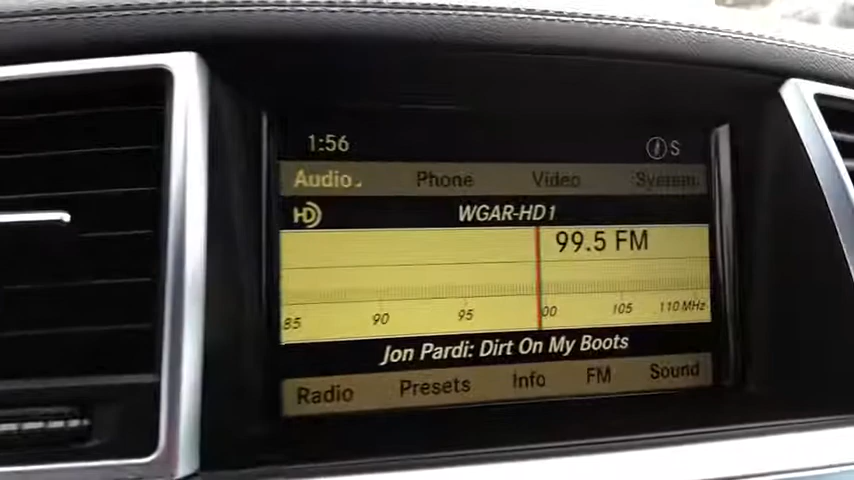 1:56 S
Audio Phone Video System
HD WGAR-HD1
99.5 FM
85 90 95 00 105 110 MHz
Jon Pardi: Dirt On My Boots
Radio Presets Info FM Sound